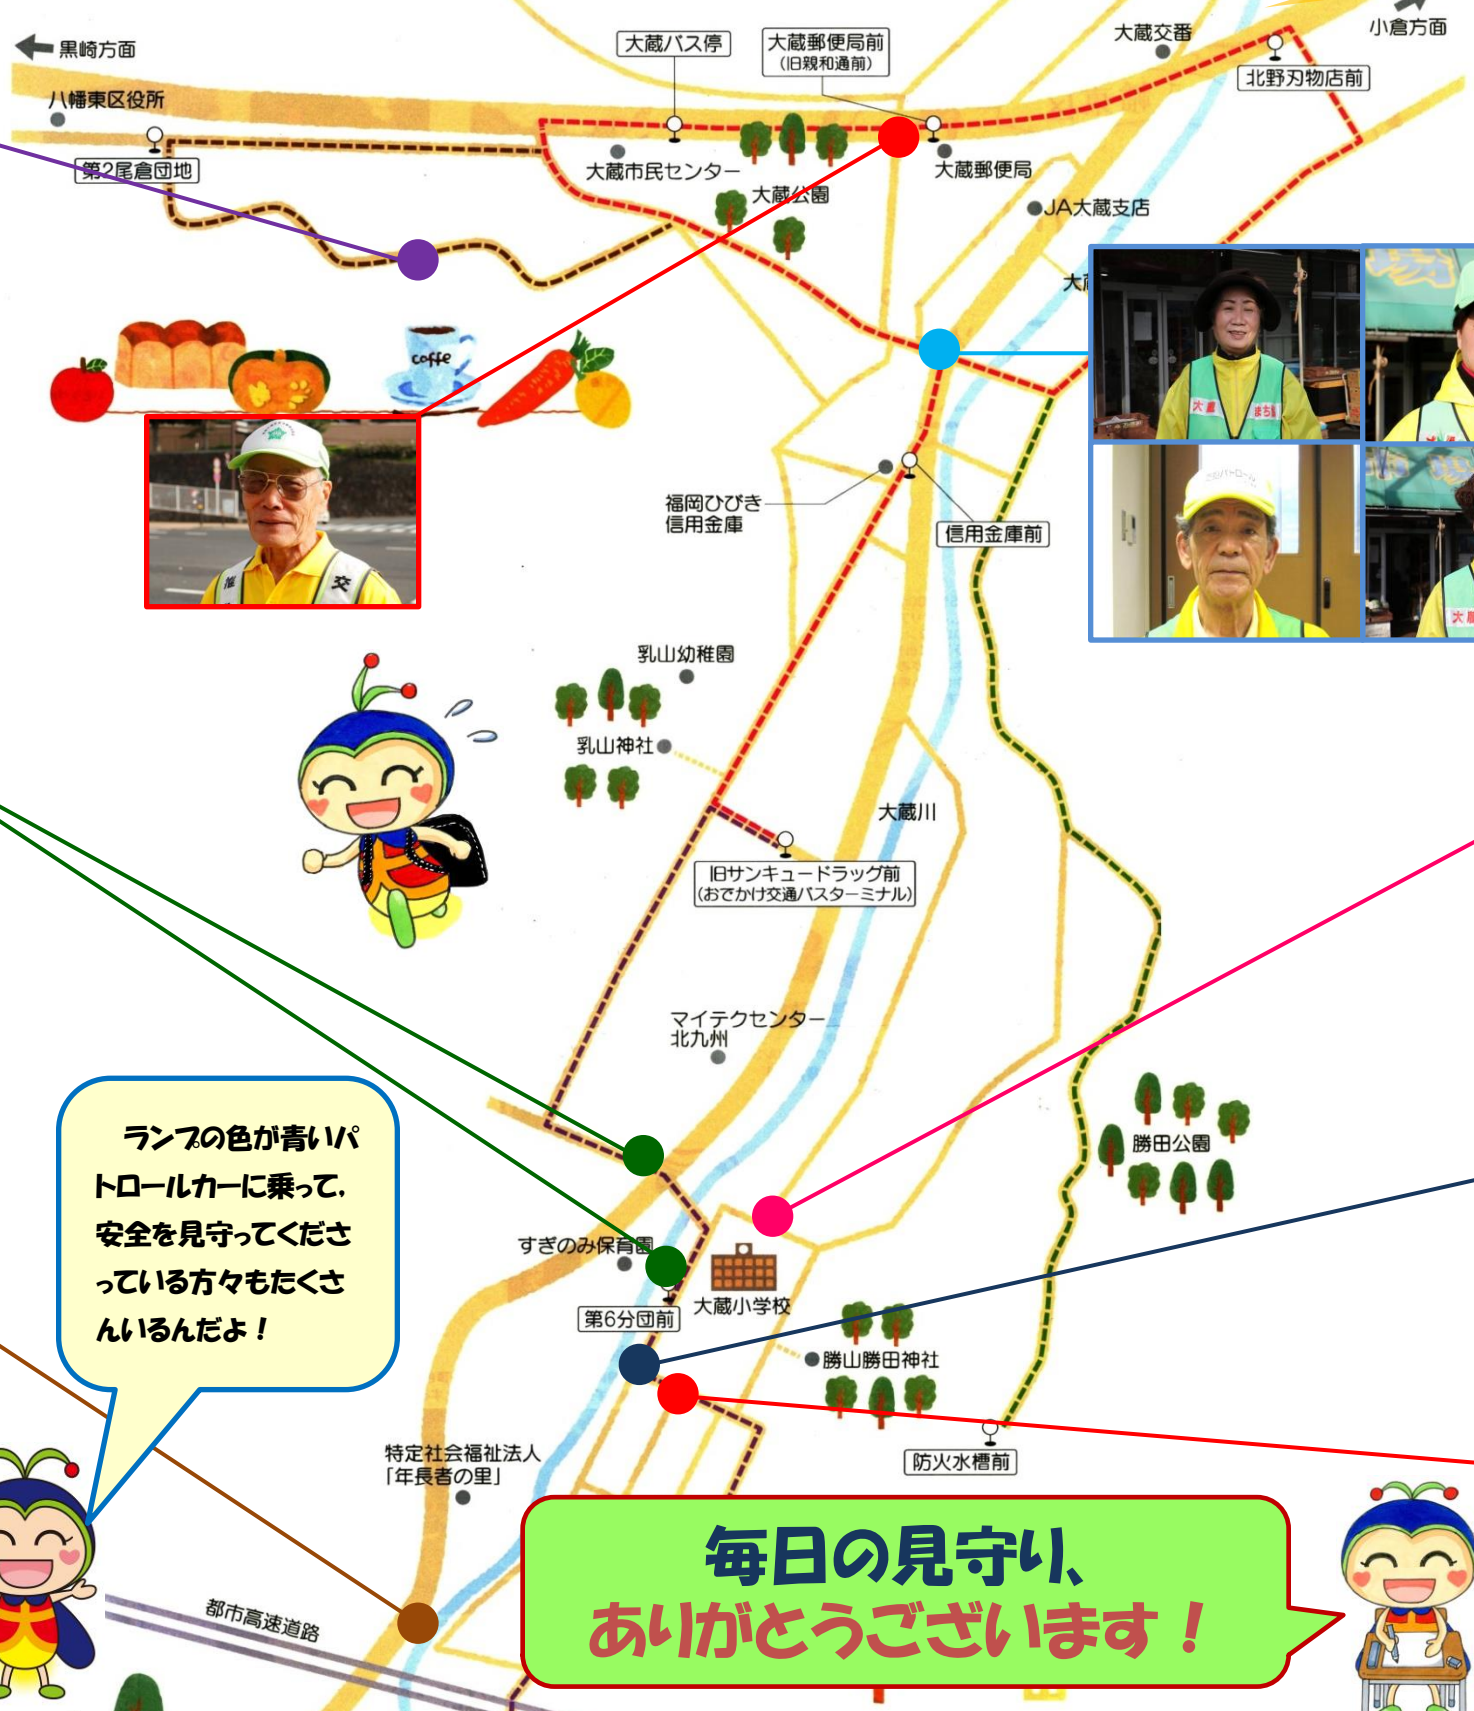 黒崎方面
小倉方面
大蔵バス停
大蔵郵便局前
(旧親和通前)
大蔵交番
北野刃物店前
八幡東区役所
第2尾倉団地
大蔵市民センター
大蔵公園
大蔵郵便局
JA大蔵支店
大
coffe
大蔵
まち
交
福岡ひびき
信用金庫
信用金庫前
乳山幼稚園
乳山神社
大蔵川
旧サンキュードラッグ前
(おでかけ交通バスターミナル)
マイテクセンター
北九州
勝田公園
ランプの色が青いパ
トロールカーに乗って,
安全を見守ってくださ
っている方々もたくさ
んいるんだよ！
すぎのみ保育園
第6分団前
大蔵小学校
勝山勝田神社
防火水槽前
特定社会福祉法人
「年長者の里」
都市高速道路
毎日の見守り、
ありがとうございます！